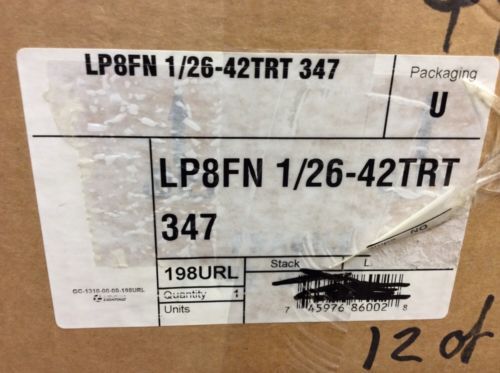 LP8FN 1/26-42TRT 347
Packaging
U
LP8FN 1/26-42TRT
347
NO
198URL
Stack
L
Quantity 1
Units
7 45976 86002 8
12 of